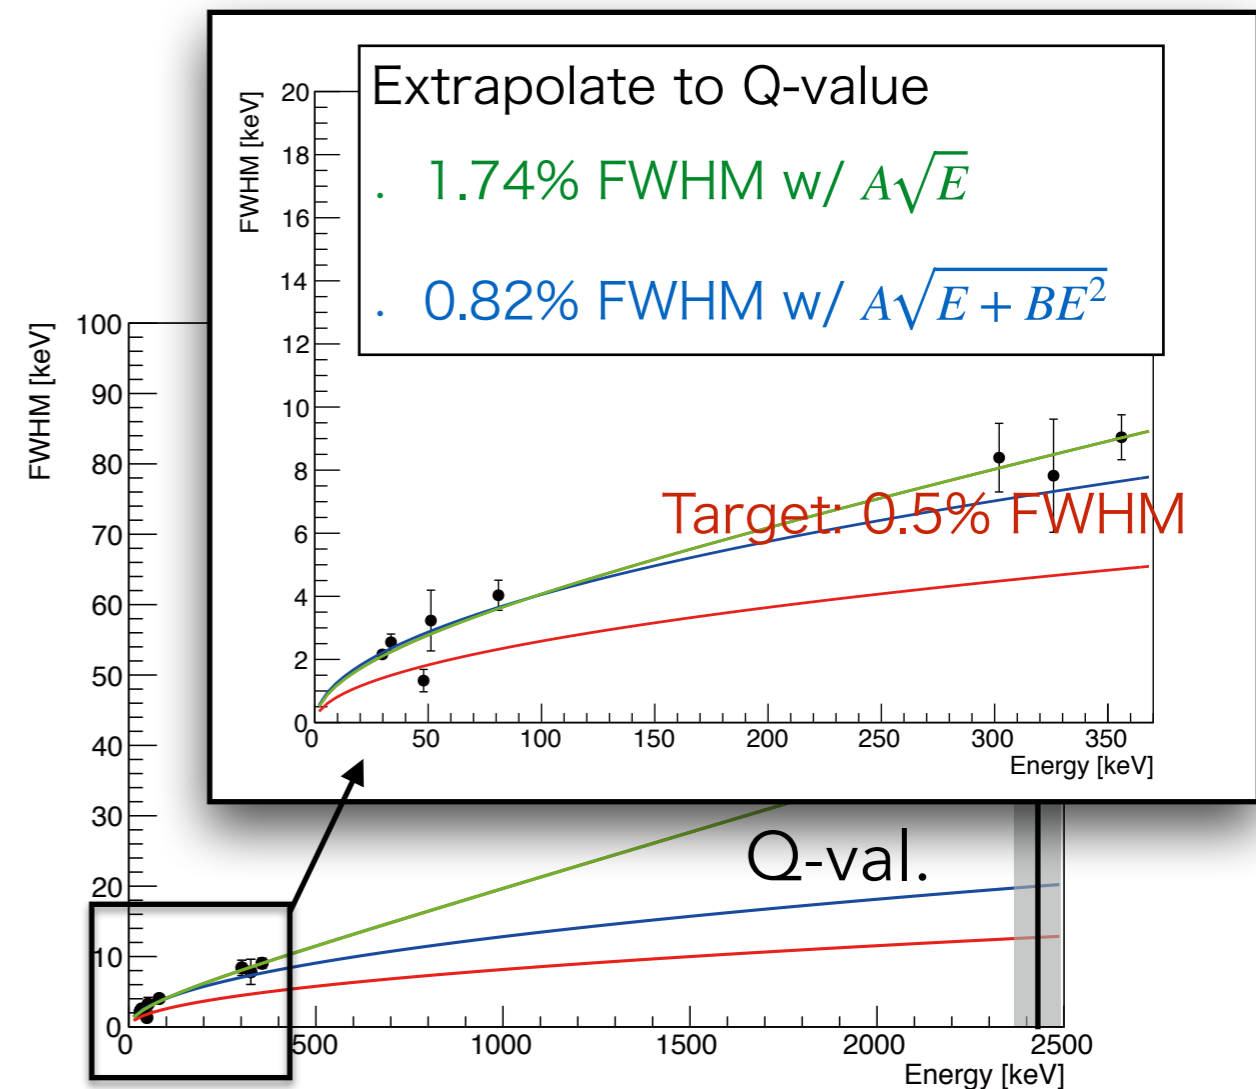 Extrapolate to Q-value
. 1.74% FWHM w/ A√E
. 0.82% FWHM w/ A√(E + BE²)
FWHM [keV]
20
18
16
14
12
10
8
6
4
2
0
Target: 0.5% FWHM
0 50 100 150 200 250 300 350
Energy [keV]
FWHM [keV]
100
90
80
70
60
50
40
30
20
10
0
Q-val.
0 500 1000 1500 2000 2500
Energy [keV]